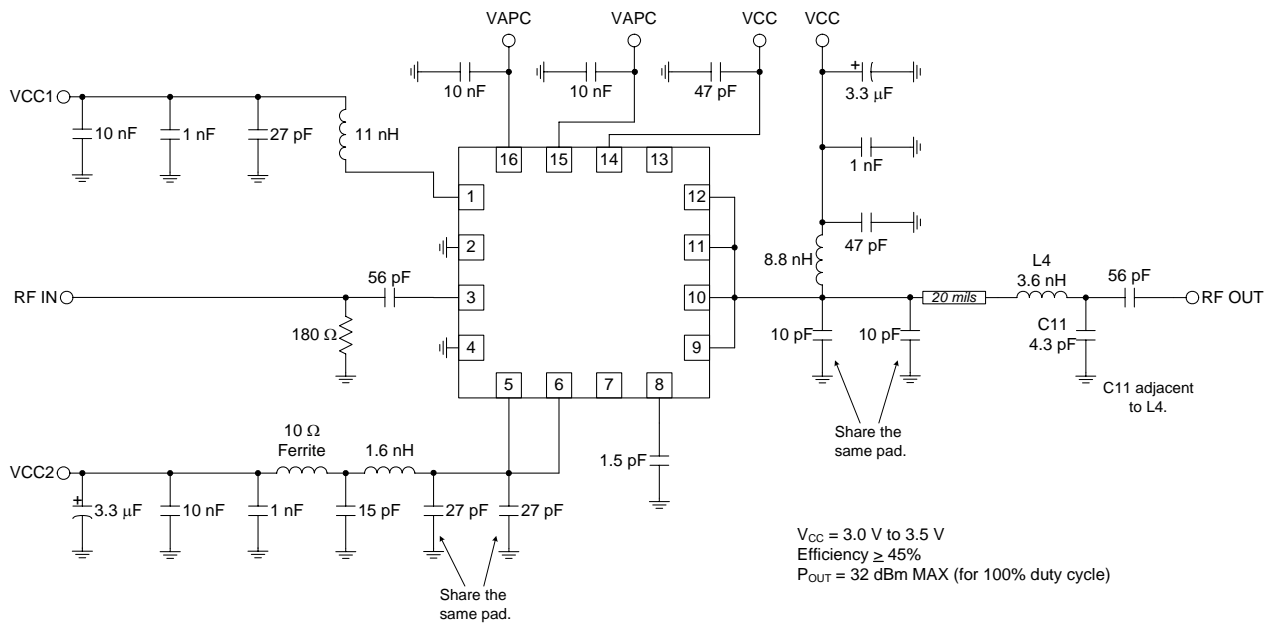 VAPC
VAPC
VCC
VCC
10 nF
10 nF
47 pF
+
3.3 µF
VCC1
10 nF
1 nF
27 pF
11 nH
16
15
14
13
1 nF
1
12
2
11
47 pF
8.8 nH
56 pF
L4
3.6 nH
56 pF
RF IN
3
10
20 mils
RF OUT
180 Ω
10 pF
10 pF
C11
4.3 pF
4
9
5
6
7
8
C11 adjacent
to L4.
Share the
same pad.
10 Ω
Ferrite
1.6 nH
1.5 pF
VCC2
+
3.3 µF
10 nF
1 nF
15 pF
27 pF
27 pF
Share the
same pad.
VCC = 3.0 V to 3.5 V
Efficiency ≥ 45%
POUT = 32 dBm MAX (for 100% duty cycle)